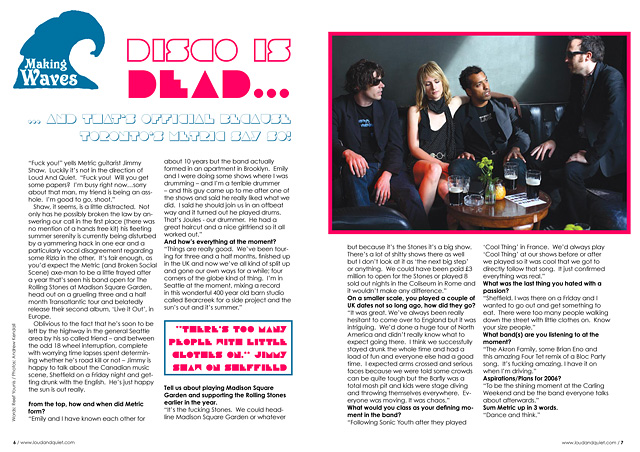 Making
Waves
DISCO IS
DEAD...
... AND THAT'S OFFICIAL BECAUSE
TORONTO'S METRIC SAY SO!
"Fuck you!" yells Metric guitarist Jimmy
Shaw. Luckily it's not in the direction of
Loud And Quiet. "Fuck you! Will you get
some papers? I'm busy right now...sorry
about that man, my friend is being an ass-
hole. I'm good to go, shoot."
Shaw, it seems, is a little distracted. Not
only has he possibly broken the law by an-
swering our call in the first place (there was
no mention of a hands free kit) his fleeting
summer serenity is currently being disturbed
by a yammering hack in one ear and a
particularly vocal disagreement regarding
some Rizla in the other. It's fair enough, as
you'd expect the Metric (and Broken Social
Scene) axe-man to be a little frayed after
a year that's seen his band open for The
Rolling Stones at Madison Square Garden,
head out on a grueling three and a half
month Transatlantic tour and belatedly
release their second album, 'Live It Out', in
Europe.
Oblivious to the fact that he's soon to be
left by the highway in the general Seattle
area by his so called friend – and between
the odd 18 wheel interruption, complete
with worrying time lapses spent determin-
ing whether he's road kill or not – Jimmy is
happy to talk about the Canadian music
scene, Sheffield on a friday night and get-
ting drunk with the English. He's just happy
the sun is out really.
From the top, how and when did Metric
form?
"Emily and I have known each other for
about 10 years but the band actually
formed in an apartment in Brooklyn. Emily
and I were doing some shows where I was
drumming – and I'm a terrible drummer
– and this guy came up to me after one of
the shows and said he really liked what we
did. I said he should join us in an offbeat
way and it turned out he played drums.
That's Joules - our drummer. He had a
great haircut and a nice girlfriend so it all
worked out."
And how's everything at the moment?
"Things are really good. We've been tour-
ing for three and a half months, finished up
in the UK and now we've all kind of split up
and gone our own ways for a while; four
corners of the globe kind of thing. I'm in
Seattle at the moment, mixing a record
in this wonderful 400 year old barn studio
called Bearcreek for a side project and the
sun's out and it's summer."
"THERE'S TOO MANY
PEOPLE WITH LITTLE
CLOTHES ON." JIMMY
SHAW ON SHEFFIELD
Tell us about playing Madison Square
Garden and supporting the Rolling Stones
earlier in the year.
"It's the fucking Stones. We could head-
line Madison Square Garden or whatever
but because it's the Stones it's a big show.
There's a lot of shitty shows there as well
but I don't look at it as 'the next big step'
or anything. We could have been paid £3
million to open for the Stones or played 8
sold out nights in the Coliseum in Rome and
it wouldn't make any difference."
On a smaller scale, you played a couple of
UK dates not so long ago, how did they go?
"It was great. We've always been really
hesitant to come over to England but it was
intriguing. We'd done a huge tour of North
America and didn't really know what to
expect going there. I think we successfully
stayed drunk the whole time and had a
load of fun and everyone else had a good
time. I expected arms crossed and serious
faces because we were told some crowds
can be quite tough but the Barfly was a
total mosh pit and kids were stage diving
and throwing themselves everywhere. Ev-
eryone was moving. It was chaos."
What would you class as your defining mo-
ment in the band?
"Following Sonic Youth after they played
'Cool Thing' in France. We'd always play
'Cool Thing' at our shows before or after
we played so it was cool that we got to
directly follow that song. It just confirmed
everything was real."
What was the last thing you hated with a
passion?
"Sheffield, I was there on a Friday and I
wanted to go out and get something to
eat. There were too many people walking
down the street with little clothes on. Know
your size people."
What band(s) are you listening to at the
moment?
"The Akron Family, some Brian Eno and
this amazing Four Tet remix of a Bloc Party
song. It's fucking amazing. I have it on
when I'm driving."
Aspirations/Plans for 2006?
"To be the shining moment at the Carling
Weekend and be the band everyone talks
about afterwards."
Sum Metric up in 3 words.
"Dance and think."
6 / www.loudandquiet.com
www.loudandquiet.com / 7